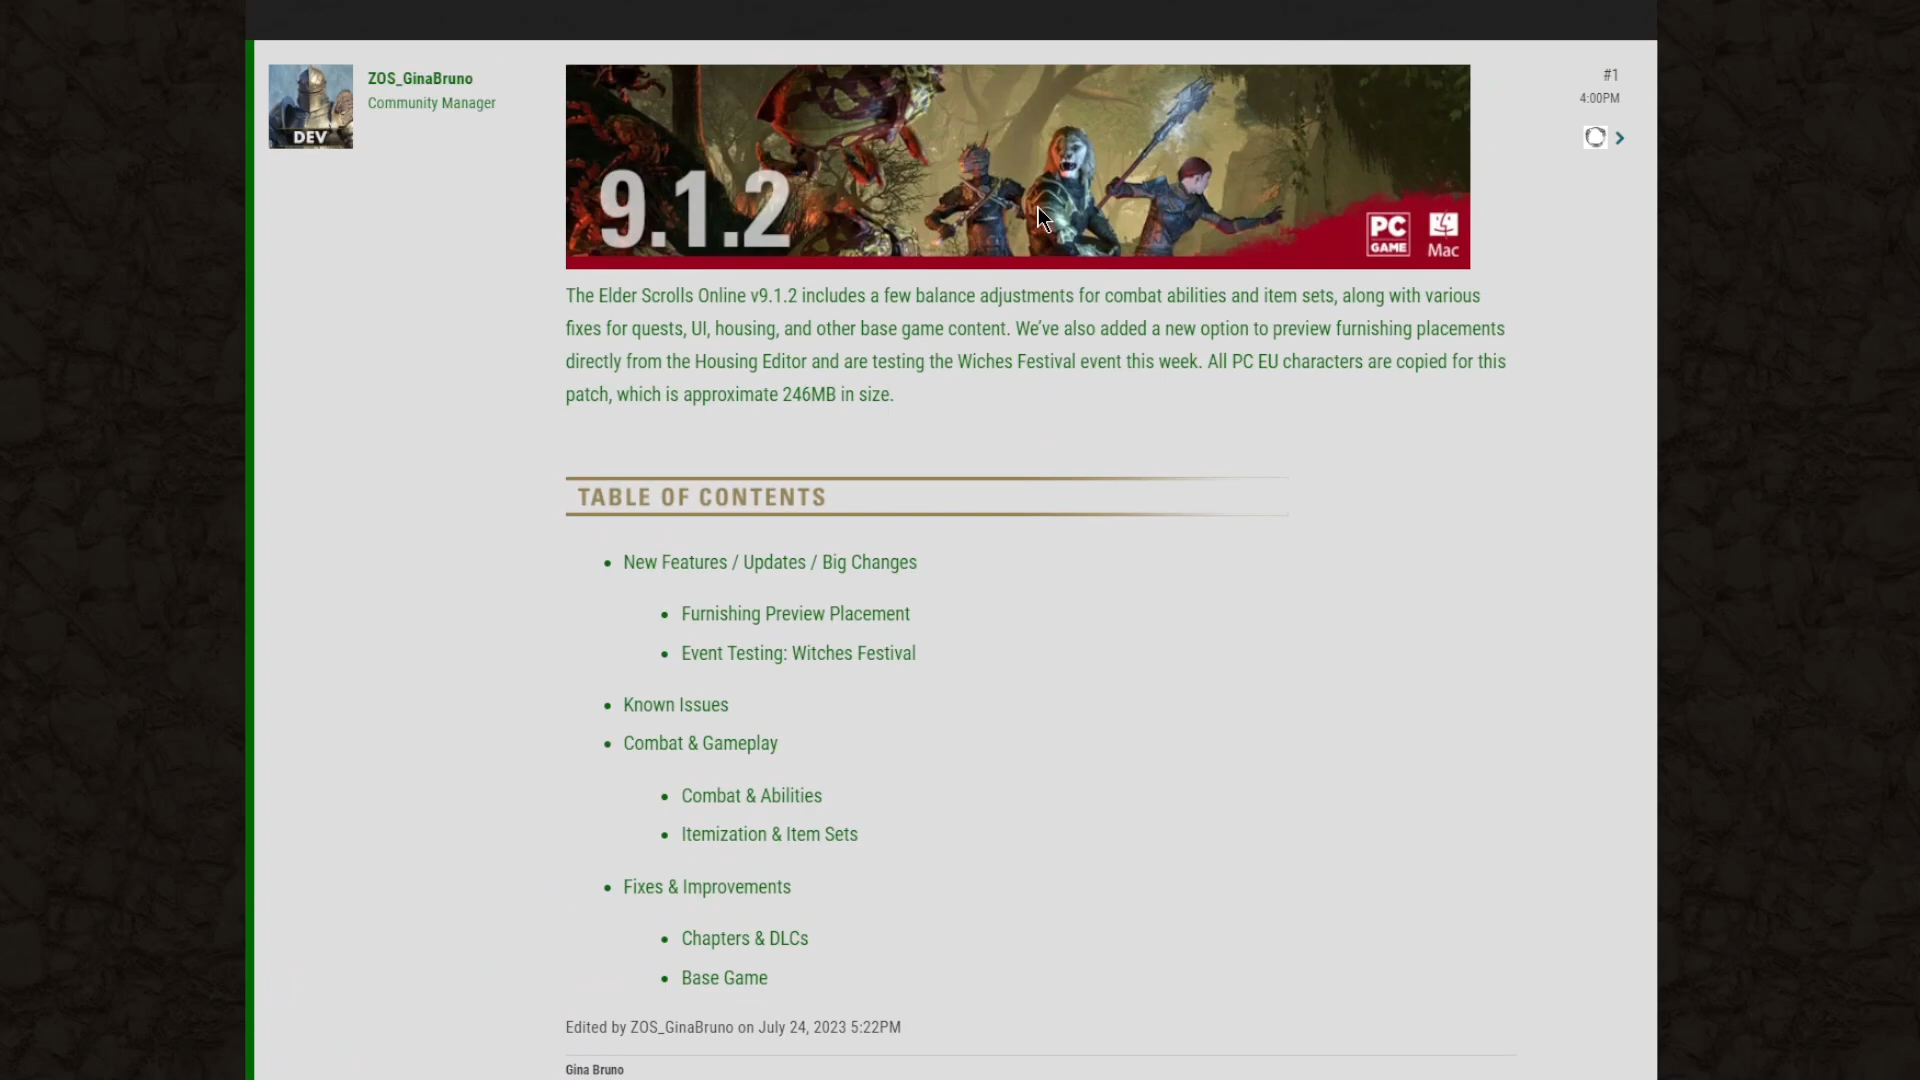 ZOS_GinaBruno
Community Manager
DEV
#1
4:00PM
9.1.2
PC
GAME
Mac
The Elder Scrolls Online v9.1.2 includes a few balance adjustments for combat abilities and item sets, along with various
fixes for quests, UI, housing, and other base game content. We’ve also added a new option to preview furnishing placements
directly from the Housing Editor and are testing the Wiches Festival event this week. All PC EU characters are copied for this
patch, which is approximate 246MB in size.
TABLE OF CONTENTS
• New Features / Updates / Big Changes
• Furnishing Preview Placement
• Event Testing: Witches Festival
• Known Issues
• Combat & Gameplay
• Combat & Abilities
• Itemization & Item Sets
• Fixes & Improvements
• Chapters & DLCs
• Base Game
Edited by ZOS_GinaBruno on July 24, 2023 5:22PM
Gina Bruno